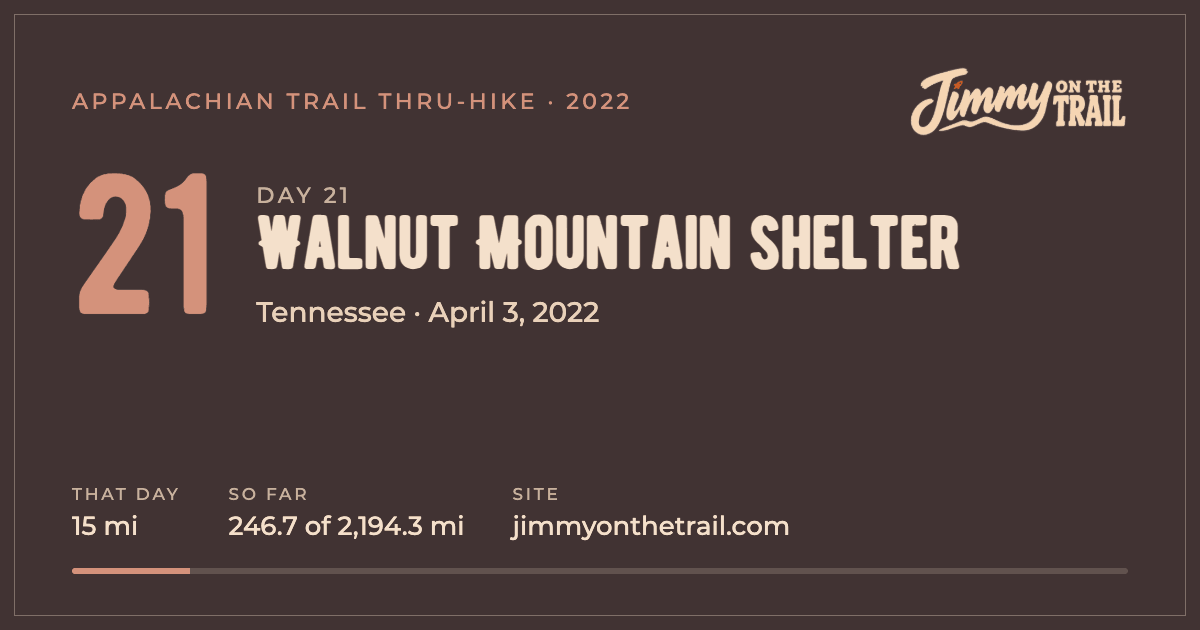 APPALACHIAN TRAIL THRU-HIKE · 2022
Jimmy ON THE TRAIL
21
DAY 21
WALNUT MOUNTAIN SHELTER
Tennessee · April 3, 2022
THAT DAY
15 mi
SO FAR
246.7 of 2,194.3 mi
SITE
jimmyonthetrail.com